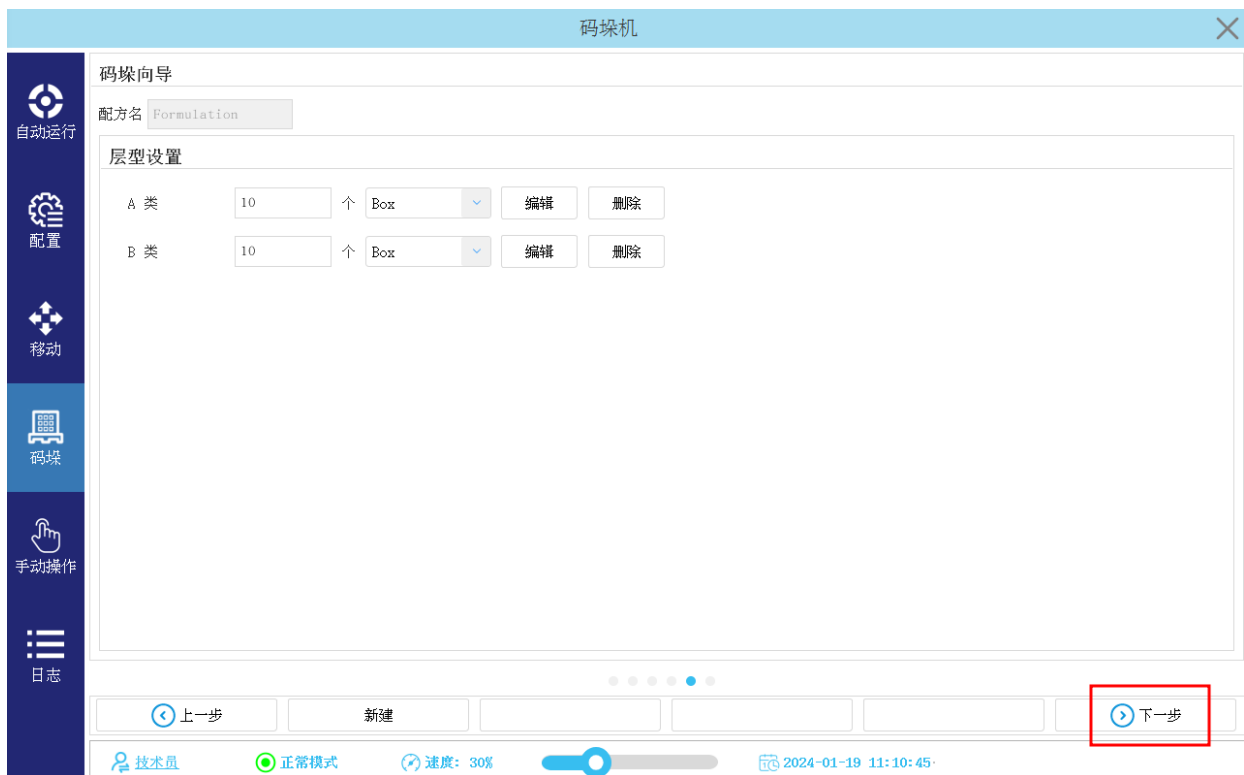 码垛机
自动运行
配置
移动
码垛
手动操作
日志
码垛向导
配方名 Formulation
层型设置
A 类 10 个 Box 编辑 删除
B 类 10 个 Box 编辑 删除
上一步 新建 下一步
技术员 正常模式 速度: 30% 2024-01-19 11:10:45